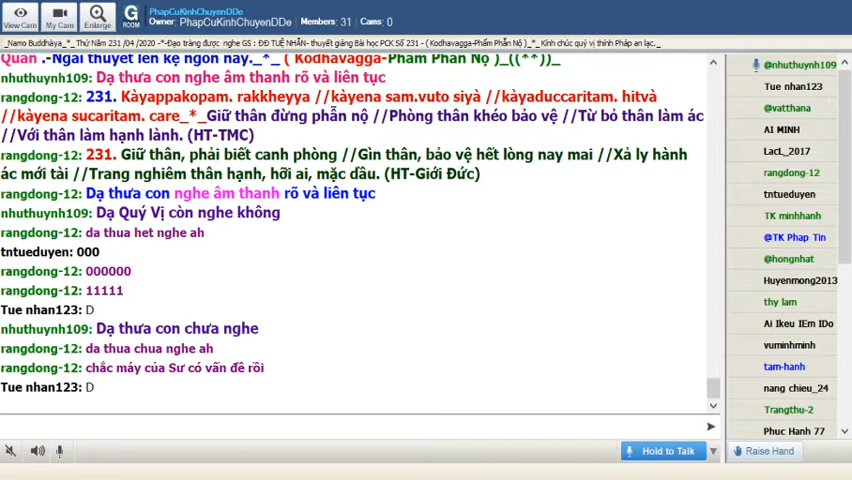 PhapCuKinhChuyenDDe
Owner: PhapCuKinhChuyenDDe Members: 31 Cams: 0
View Cam My Cam Enlarge G ROOM
_Namo Buddhàya_*_ Thứ Năm 231/04 /2020 -*-Đạo tràng được nghe GS : ĐĐ TUỆ NHÂN- thuyết giảng Bài học PCK Số 231 - ( Kodhavagga-Phẩm Phẫn Nộ )_*_ Kính chúc quý vị thính Pháp an lạc._
Quán .-Ngài thuyết lên kệ ngôn này._*_ ( Kodhavagga-Phẩm Phẫn Nộ )_((**))_
nhuthuynh109: Dạ thưa con nghe âm thanh rõ và liên tục
rangdong-12: 231. Kàyappakopam. rakkheyya //kàyena sam.vuto siyà //kàyaduccaritam. hitvà
//kàyena sucaritam. care_*_Giữ thân đừng phẫn nộ //Phòng thân khéo bảo vệ //Từ bỏ thân làm ác
//Với thân làm hạnh lành. (HT-TMC)
rangdong-12: 231. Giữ thân, phải biết canh phòng //Gìn thân, bảo vệ hết lòng nay mai //Xả ly hành
ác mới tài //Trang nghiêm thân hạnh, hỡi ai, mặc dầu. (HT-Giới Đức)
rangdong-12: Dạ thưa con nghe âm thanh rõ và liên tục
nhuthuynh109: Dạ Quý Vị còn nghe không
rangdong-12: da thua het nghe ah
tntueduyen: 000
rangdong-12: 000000
rangdong-12: 11111
Tue nhan123: D
nhuthuynh109: Dạ thưa con chưa nghe
rangdong-12: da thua chua nghe ah
rangdong-12: chắc máy của Sư có vấn đề rồi
Tue nhan123: D
@nhuthuynh109
Tue nhan123
@vatthana
AI MINH
LacL_2017
rangdong-12
tntueduyen
TK minhhanh
@TK Phap Tin
@hongnhat
Huyenmong2013
thy lam
Ai Ikeu IEm IDo
vuminhminh
tam-hanh
nang chieu_24
Trangthu-2
Phuc Hanh 77
Hold to Talk
Raise Hand